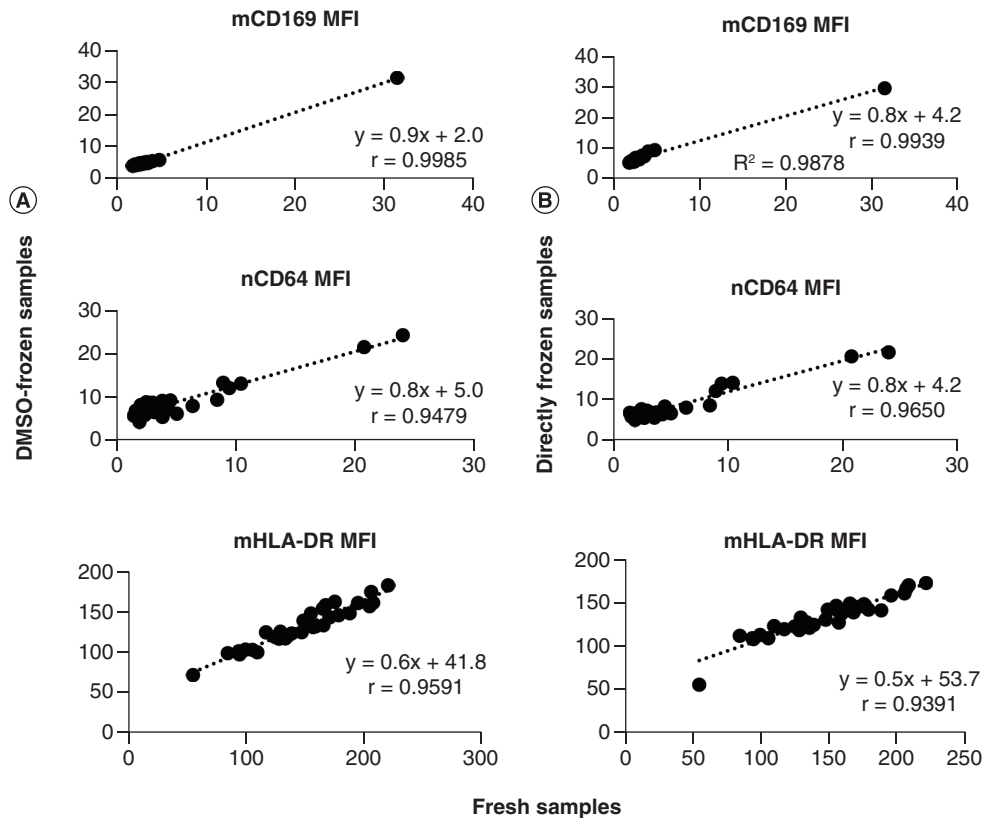 mCD169 MFI
40
30
20
10
0
0 10 20 30 40
y = 0.9x + 2.0
r = 0.9985
A
DMSO-frozen samples
nCD64 MFI
30
20
10
0
0 10 20 30
y = 0.8x + 5.0
r = 0.9479
mHLA-DR MFI
200
150
100
50
0
0 100 200 300
y = 0.6x + 41.8
r = 0.9591
mCD169 MFI
40
30
20
10
0
0 10 20 30 40
y = 0.8x + 4.2
r = 0.9939
R² = 0.9878
B
Directly frozen samples
nCD64 MFI
30
20
10
0
0 10 20 30
y = 0.8x + 4.2
r = 0.9650
mHLA-DR MFI
200
150
100
50
0
0 50 100 150 200 250
y = 0.5x + 53.7
r = 0.9391
Fresh samples